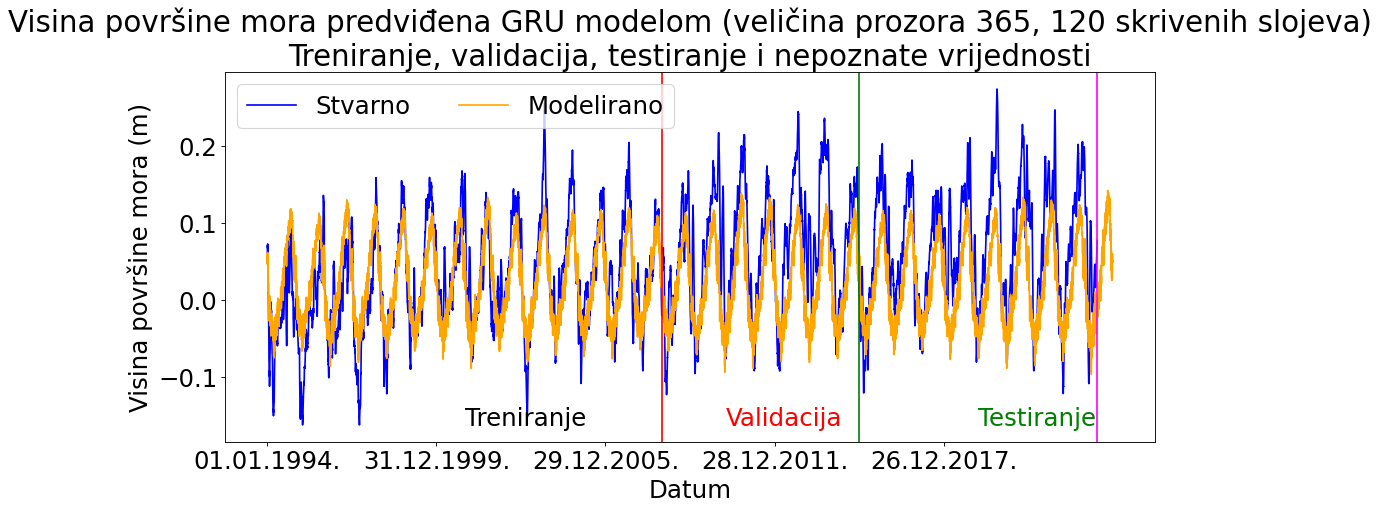 Visina površine mora predviđena GRU modelom (veličina prozora 365, 120 skrivenih slojeva)
Treniranje, validacija, testiranje i nepoznate vrijednosti
Stvarno
Modelirano
Visina površine mora (m)
0.2
0.1
0.0
−0.1
Treniranje
Validacija
Testiranje
01.01.1994.
31.12.1999.
29.12.2005.
28.12.2011.
26.12.2017.
Datum